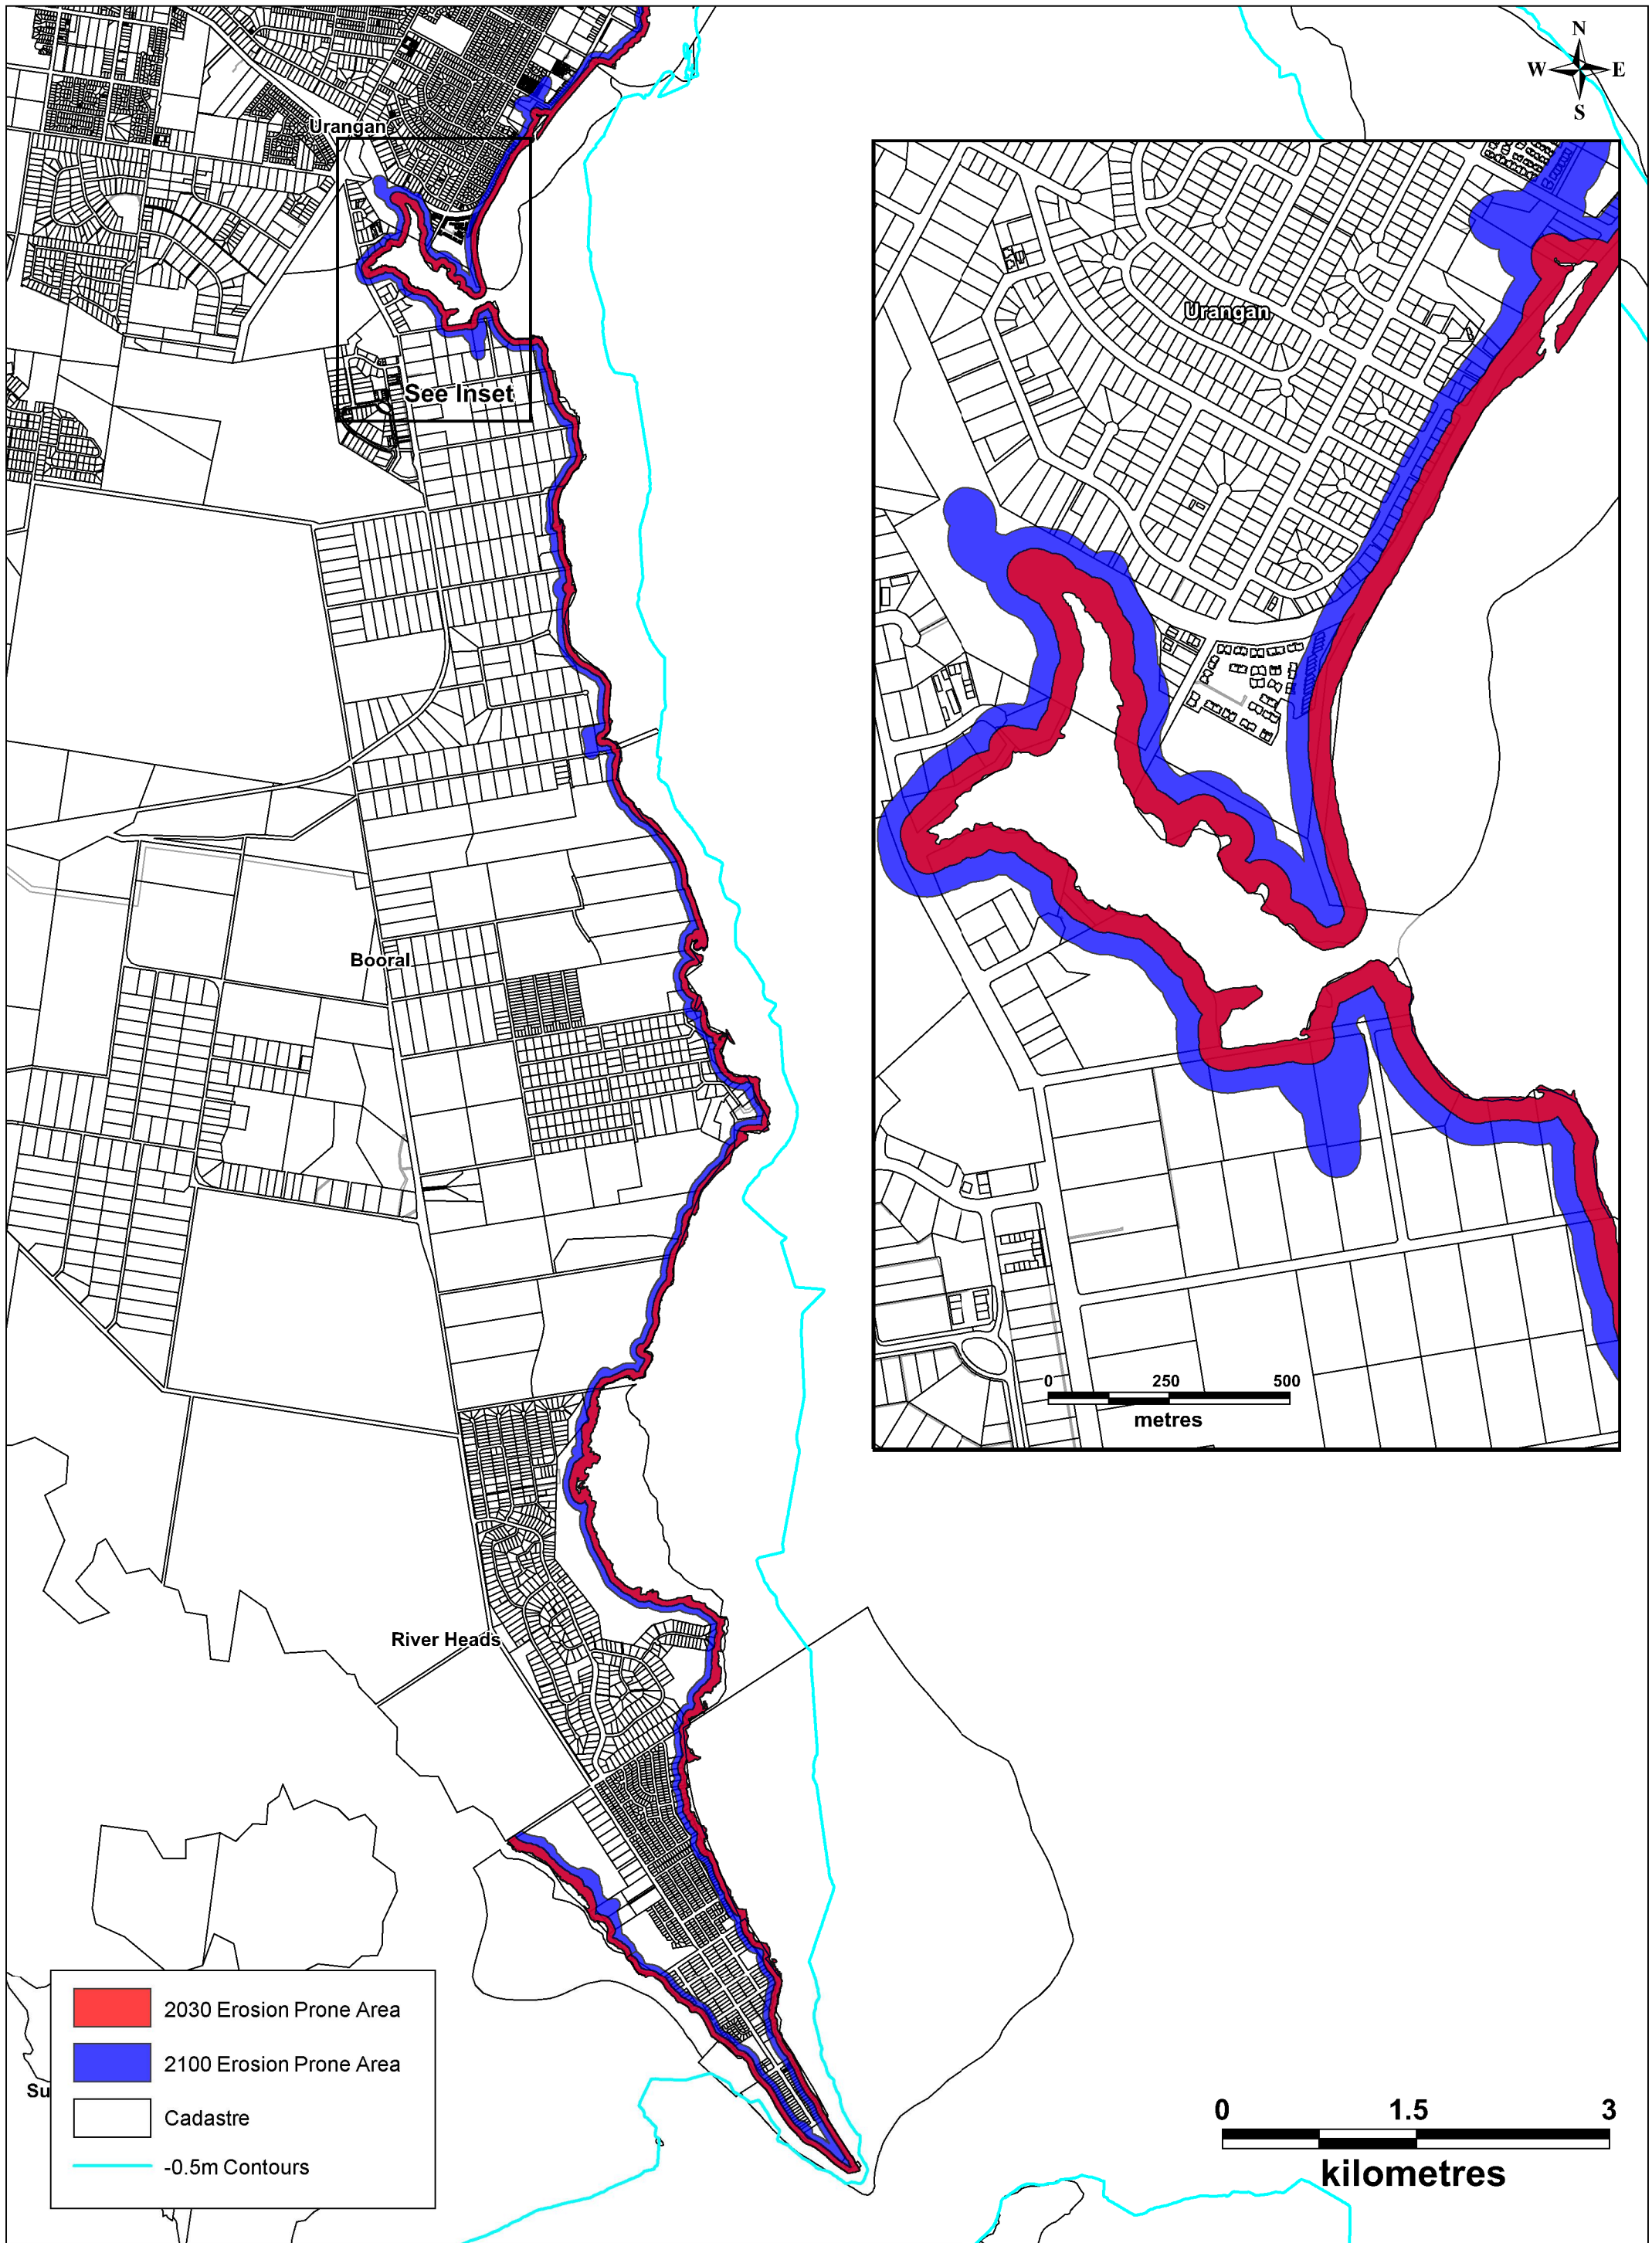 N
W E
S
Urangan
Urangan
See Inset
Booral
0 250 500
metres
River Heads
2030 Erosion Prone Area
2100 Erosion Prone Area
Cadastre
-0.5m Contours
Su
0 1.5 3
kilometres